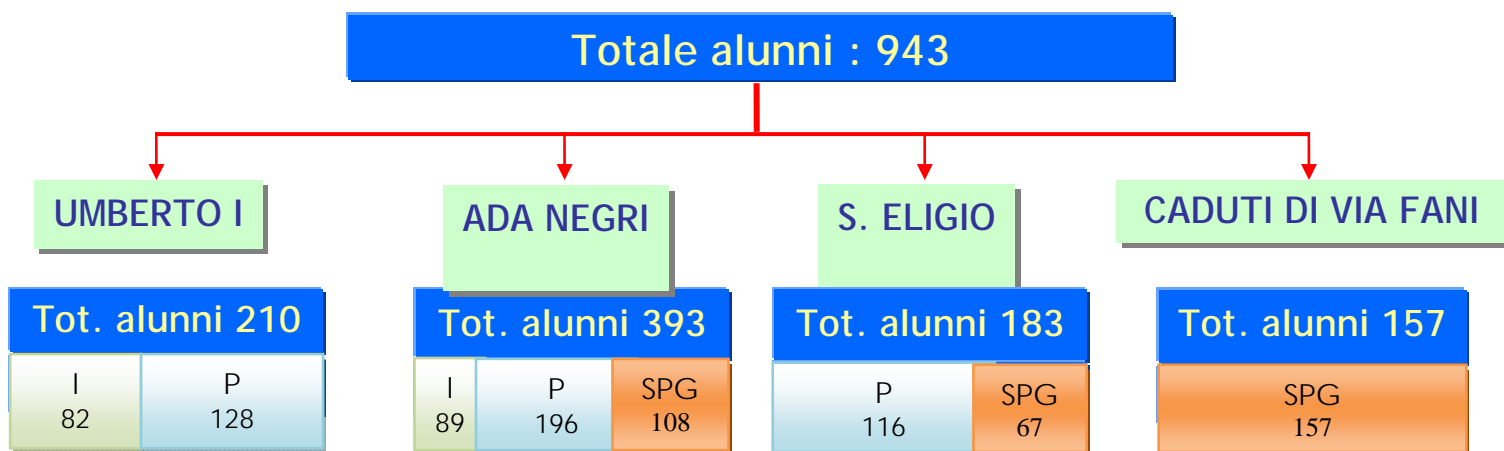 Totale alunni : 943
UMBERTO I
ADA NEGRI
S. ELIGIO
CADUTI DI VIA FANI
Tot. alunni 210
Tot. alunni 393
Tot. alunni 183
Tot. alunni 157
I
82
P
128
I
89
P
196
SPG
108
P
116
SPG
67
SPG
157